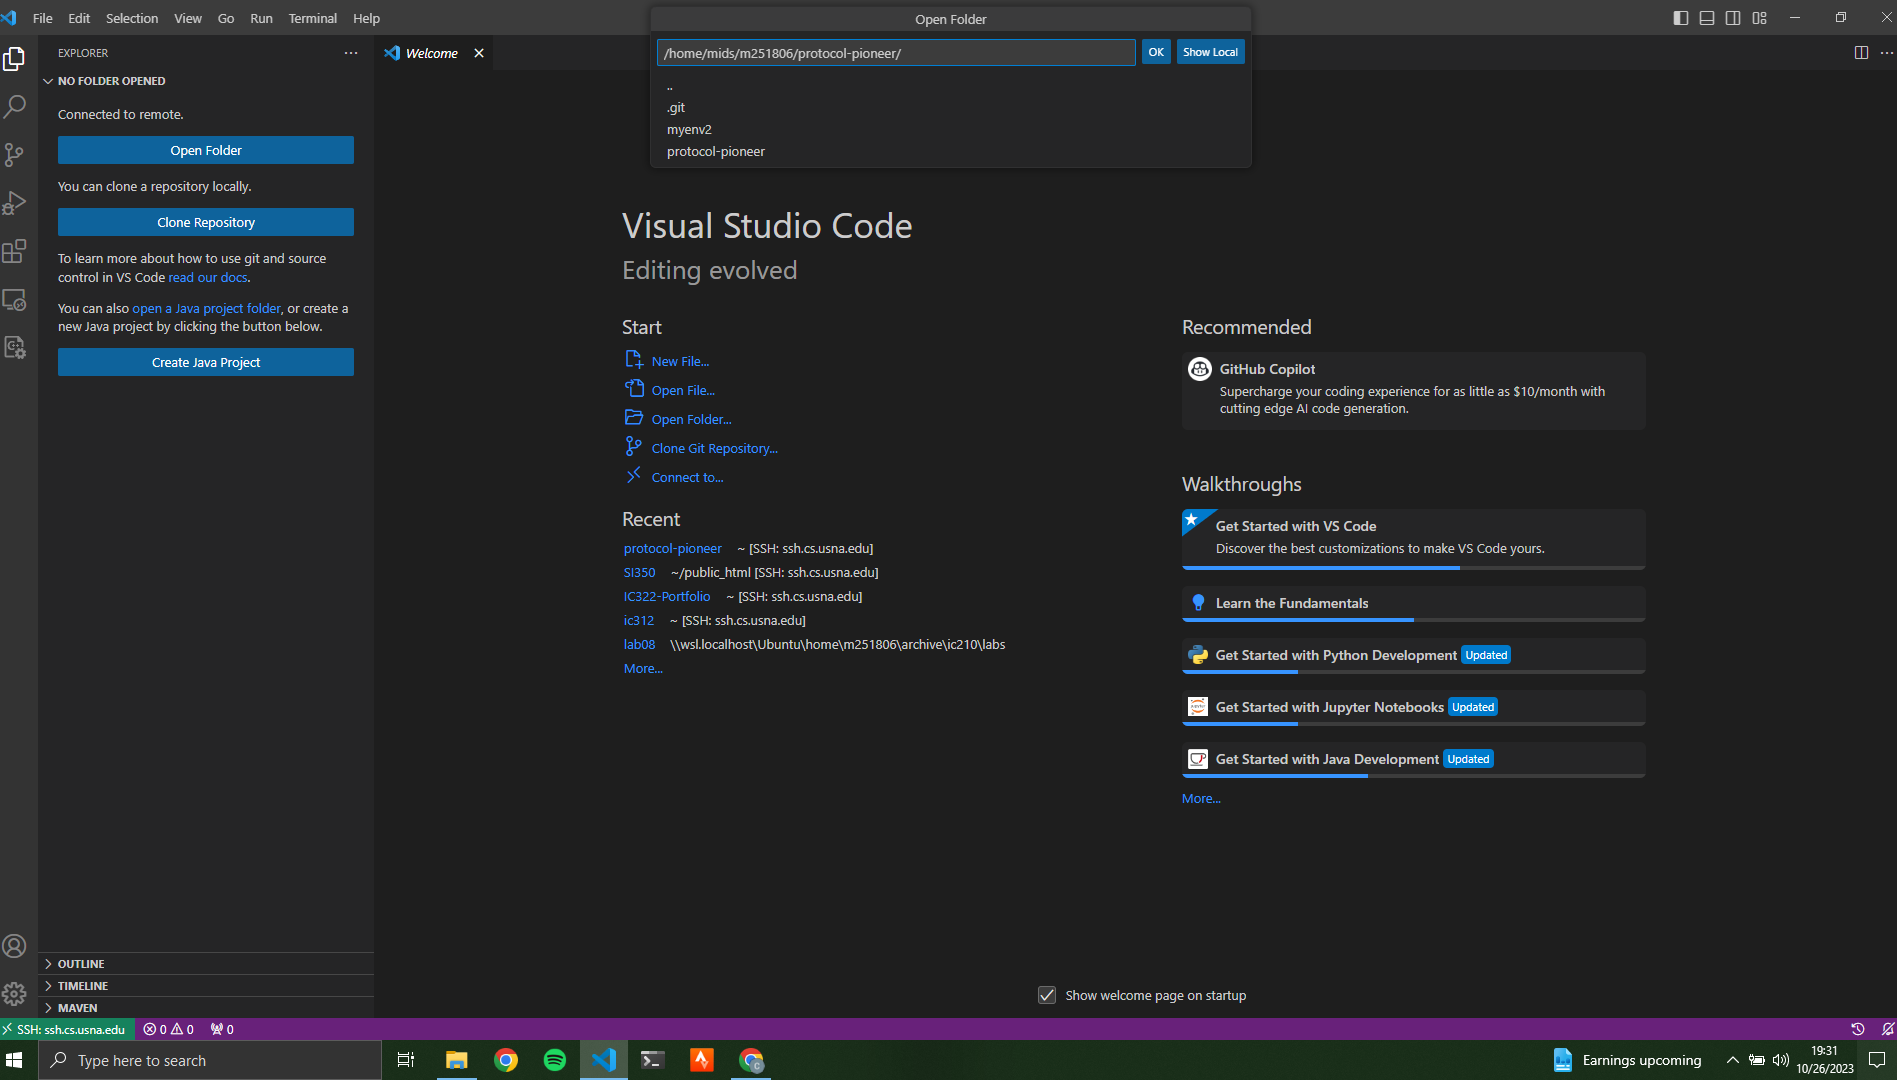 File Edit Selection View Go Run Terminal Help
Open Folder
EXPLORER
Welcome
/home/mids/m251806/protocol-pioneer/
OK
Show Local
..
.git
myenv2
protocol-pioneer
NO FOLDER OPENED
Connected to remote.
Open Folder
You can clone a repository locally.
Clone Repository
To learn more about how to use git and source
control in VS Code read our docs.
You can also open a Java project folder, or create a
new Java project by clicking the button below.
Create Java Project
Visual Studio Code
Editing evolved
Start
New File...
Open File...
Open Folder...
Clone Git Repository...
Connect to...
Recent
protocol-pioneer ~ [SSH: ssh.cs.usna.edu]
SI350 ~/public_html [SSH: ssh.cs.usna.edu]
IC322-Portfolio ~ [SSH: ssh.cs.usna.edu]
ic312 ~ [SSH: ssh.cs.usna.edu]
lab08 \\wsl.localhost\Ubuntu\home\m251806\archive\ic210\labs
More...
Recommended
GitHub Copilot
Supercharge your coding experience for as little as $10/month with
cutting edge AI code generation.
Walkthroughs
Get Started with VS Code
Discover the best customizations to make VS Code yours.
Learn the Fundamentals
Get Started with Python Development Updated
Get Started with Jupyter Notebooks Updated
Get Started with Java Development Updated
More...
OUTLINE
TIMELINE
MAVEN
Show welcome page on startup
SSH: ssh.cs.usna.edu 0 0 0
Type here to search
Earnings upcoming
19:31
10/26/2023